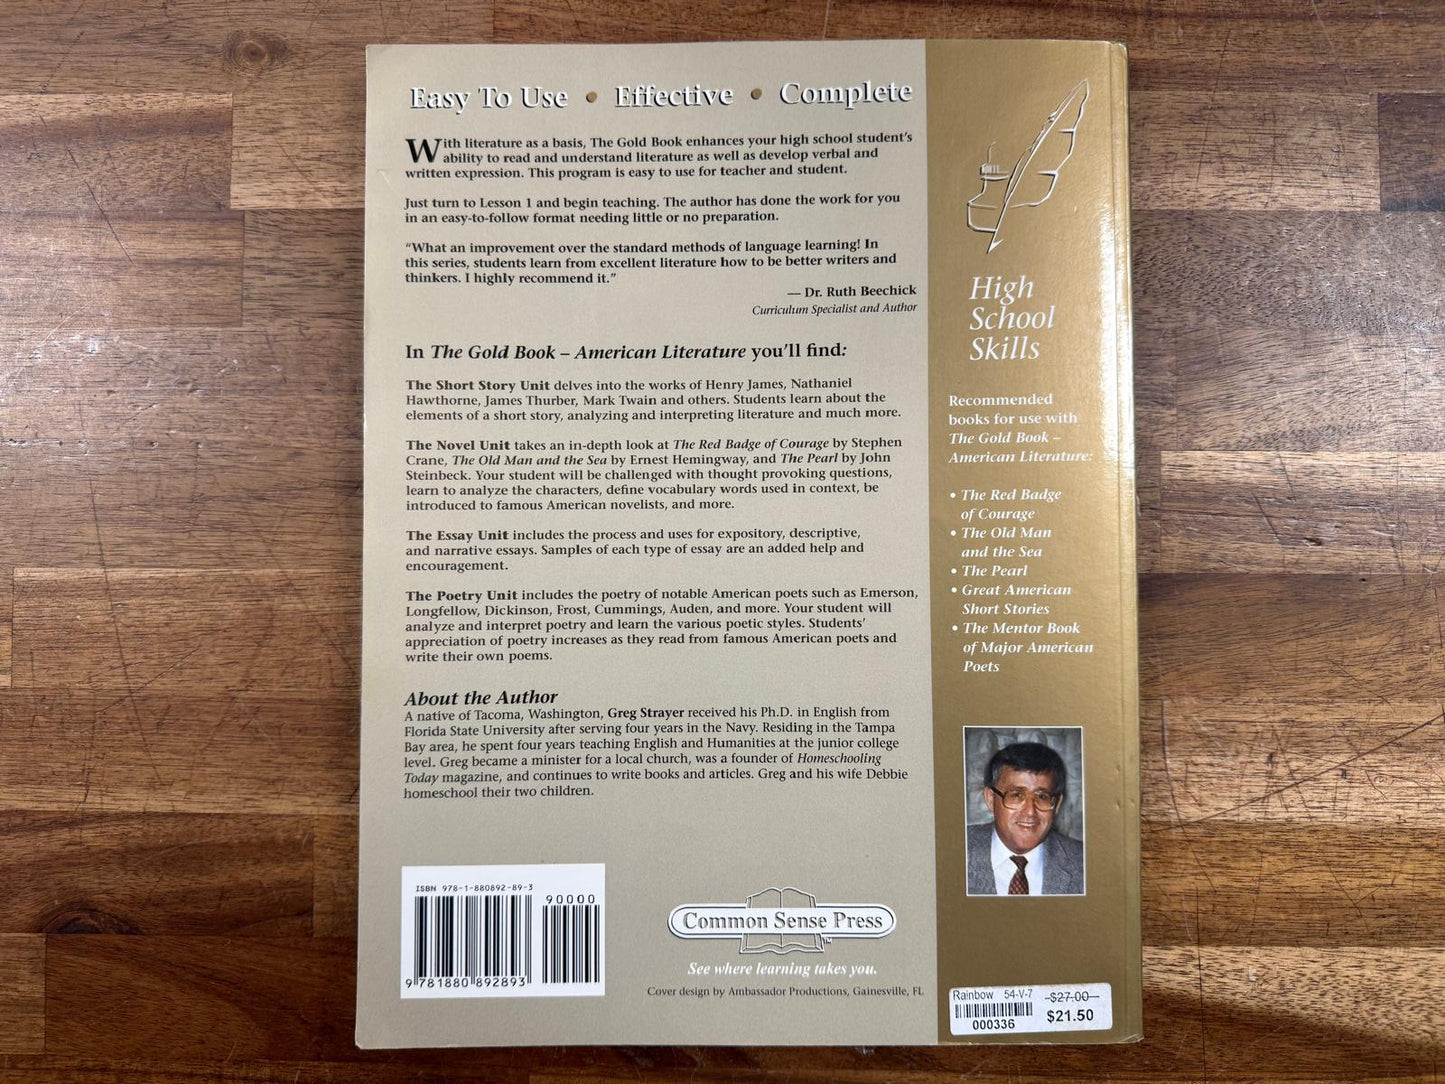 Easy To Use • Effective • Complete
With literature as a basis, The Gold Book enhances your high school student's
ability to read and understand literature as well as develop verbal and
written expression. This program is easy to use for teacher and student.
Just turn to Lesson 1 and begin teaching. The author has done the work for you
in an easy-to-follow format needing little or no preparation.
“What an improvement over the standard methods of language learning! In
this series, students learn from excellent literature how to be better writers and
thinkers. I highly recommend it.”
— Dr. Ruth Beechick
Curriculum Specialist and Author
In The Gold Book – American Literature you'll find:
The Short Story Unit delves into the works of Henry James, Nathaniel
Hawthorne, James Thurber, Mark Twain and others. Students learn about the
elements of a short story, analyzing and interpreting literature and much more.
The Novel Unit takes an in-depth look at The Red Badge of Courage by Stephen
Crane, The Old Man and the Sea by Ernest Hemingway, and The Pearl by John
Steinbeck. Your student will be challenged with thought provoking questions,
learn to analyze the characters, define vocabulary words used in context, be
introduced to famous American novelists, and more.
The Essay Unit includes the process and uses for expository, descriptive,
and narrative essays. Samples of each type of essay are an added help and
encouragement.
The Poetry Unit includes the poetry of notable American poets such as Emerson,
Longfellow, Dickinson, Frost, Cummings, Auden, and more. Your student will
analyze and interpret poetry and learn the various poetic styles. Students'
appreciation of poetry increases as they read from famous American poets and
write their own poems.
About the Author
A native of Tacoma, Washington, Greg Strayer received his Ph.D. in English from
Florida State University after serving four years in the Navy. Residing in the Tampa
Bay area, he spent four years teaching English and Humanities at the junior college
level. Greg became a minister for a local church, was a founder of Homeschooling
Today magazine, and continues to write books and articles. Greg and his wife Debbie
homeschool their two children.
ISBN 978-1-880892-89-3
90000
9 781880 892893
Common Sense Press
TM
See where learning takes you.
Cover design by Ambassador Productions, Gainesville, FL
High
School
Skills
Recommended
books for use with
The Gold Book –
American Literature:
• The Red Badge
of Courage
• The Old Man
and the Sea
• The Pearl
• Great American
Short Stories
• The Mentor Book
of Major American
Poets
Rainbow 54-V-7 $27.00
000336 $21.50